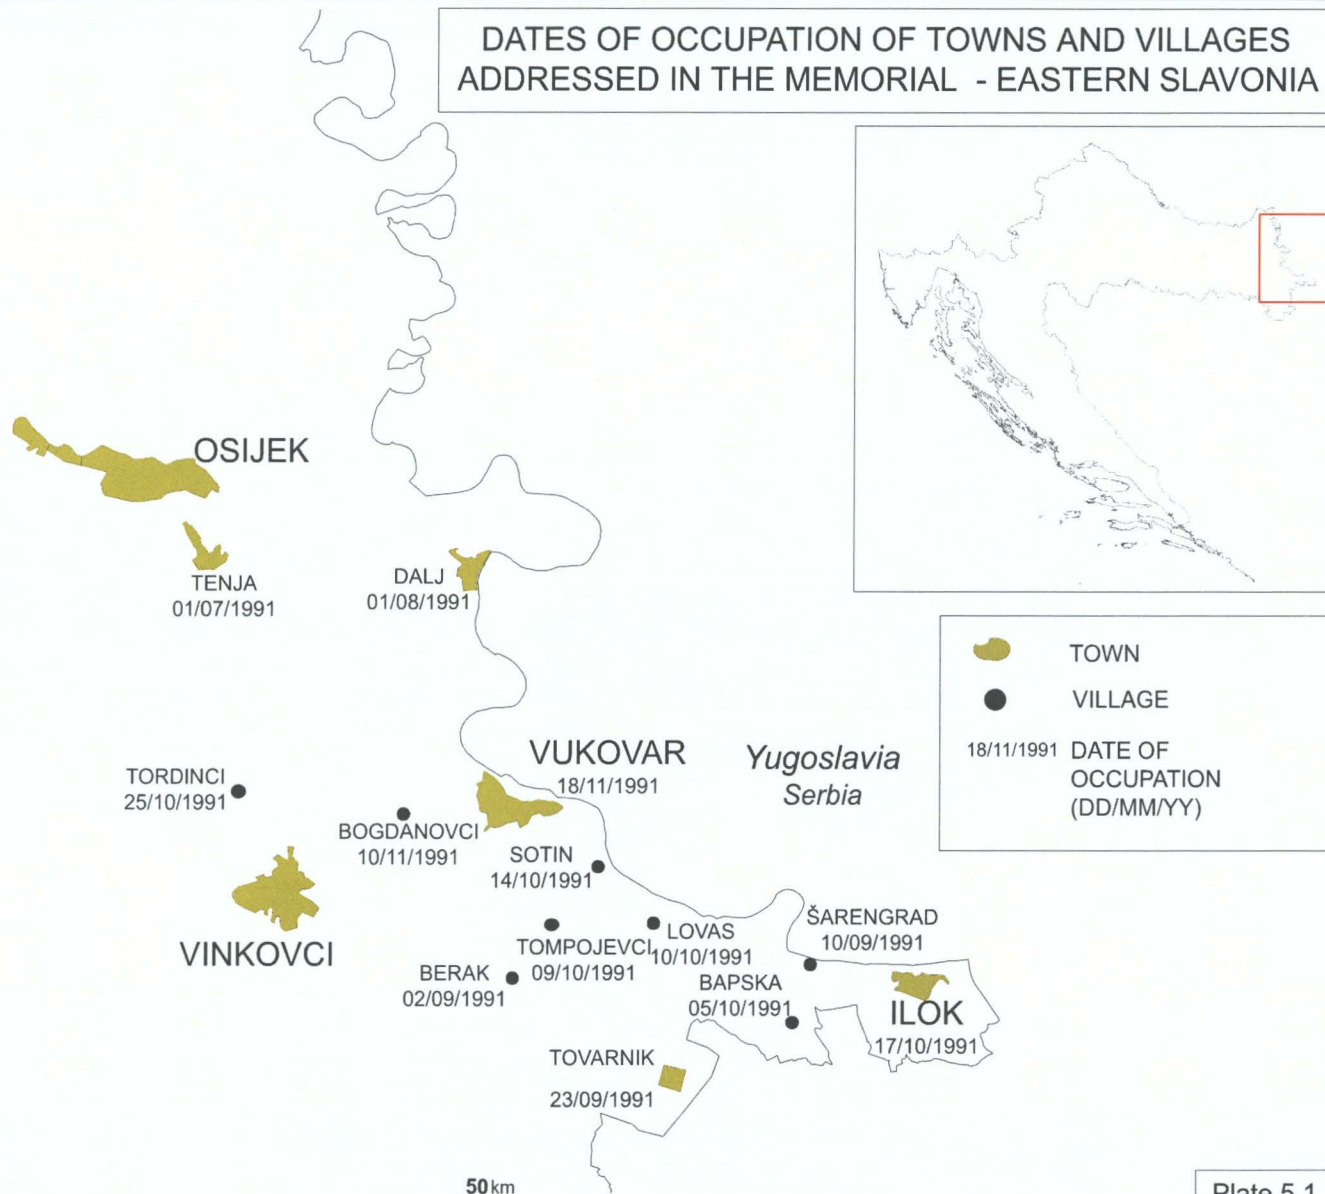 DATES OF OCCUPATION OF TOWNS AND VILLAGES
ADDRESSED IN THE MEMORIAL - EASTERN SLAVONIA
OSIJEK
TENJA
01/07/1991
DALJ
01/08/1991
TOWN
VILLAGE
18/11/1991 DATE OF
OCCUPATION
(DD/MM/YY)
VUKOVAR
18/11/1991
Yugoslavia
Serbia
TORDINCI
25/10/1991
BOGDANOVCI
10/11/1991
SOTIN
14/10/1991
VINKOVCI
TOMPOJEVCI
09/10/1991
LOVAS
10/10/1991
ŠARENGRAD
10/09/1991
BERAK
02/09/1991
BAPSKA
05/10/1991
ILOK
17/10/1991
TOVARNIK
23/09/1991
50km
Plate 5.1